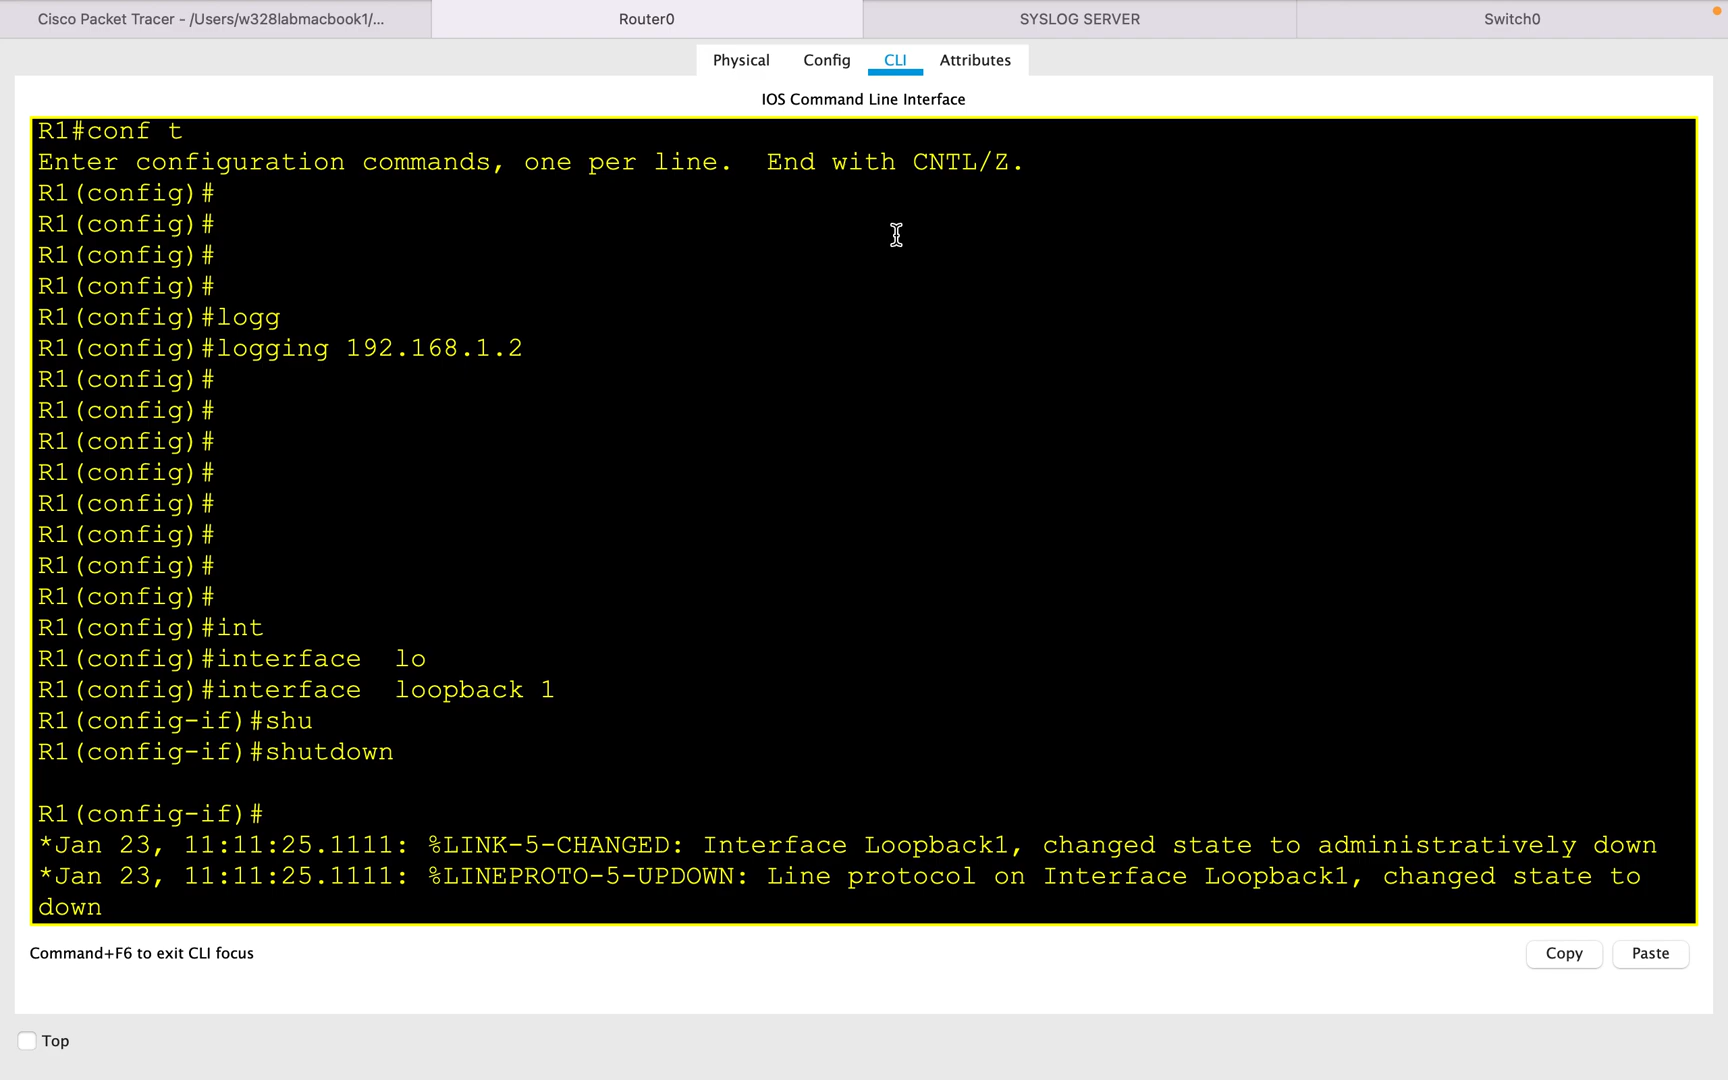 Cisco Packet Tracer - /Users/w328labmacbook1/...
Router0
SYSLOG SERVER
Switch0
Physical
Config
CLI
Attributes
IOS Command Line Interface
R1#conf t
Enter configuration commands, one per line.  End with CNTL/Z.
R1(config)#
R1(config)#
R1(config)#
R1(config)#
R1(config)#logg
R1(config)#logging 192.168.1.2
R1(config)#
R1(config)#
R1(config)#
R1(config)#
R1(config)#
R1(config)#
R1(config)#
R1(config)#
R1(config)#int
R1(config)#interface  lo
R1(config)#interface  loopback 1
R1(config-if)#shu
R1(config-if)#shutdown
R1(config-if)#
*Jan 23, 11:11:25.1111: %LINK-5-CHANGED: Interface Loopback1, changed state to administratively down
*Jan 23, 11:11:25.1111: %LINEPROTO-5-UPDOWN: Line protocol on Interface Loopback1, changed state to
down
Command+F6 to exit CLI focus
Copy
Paste
Top